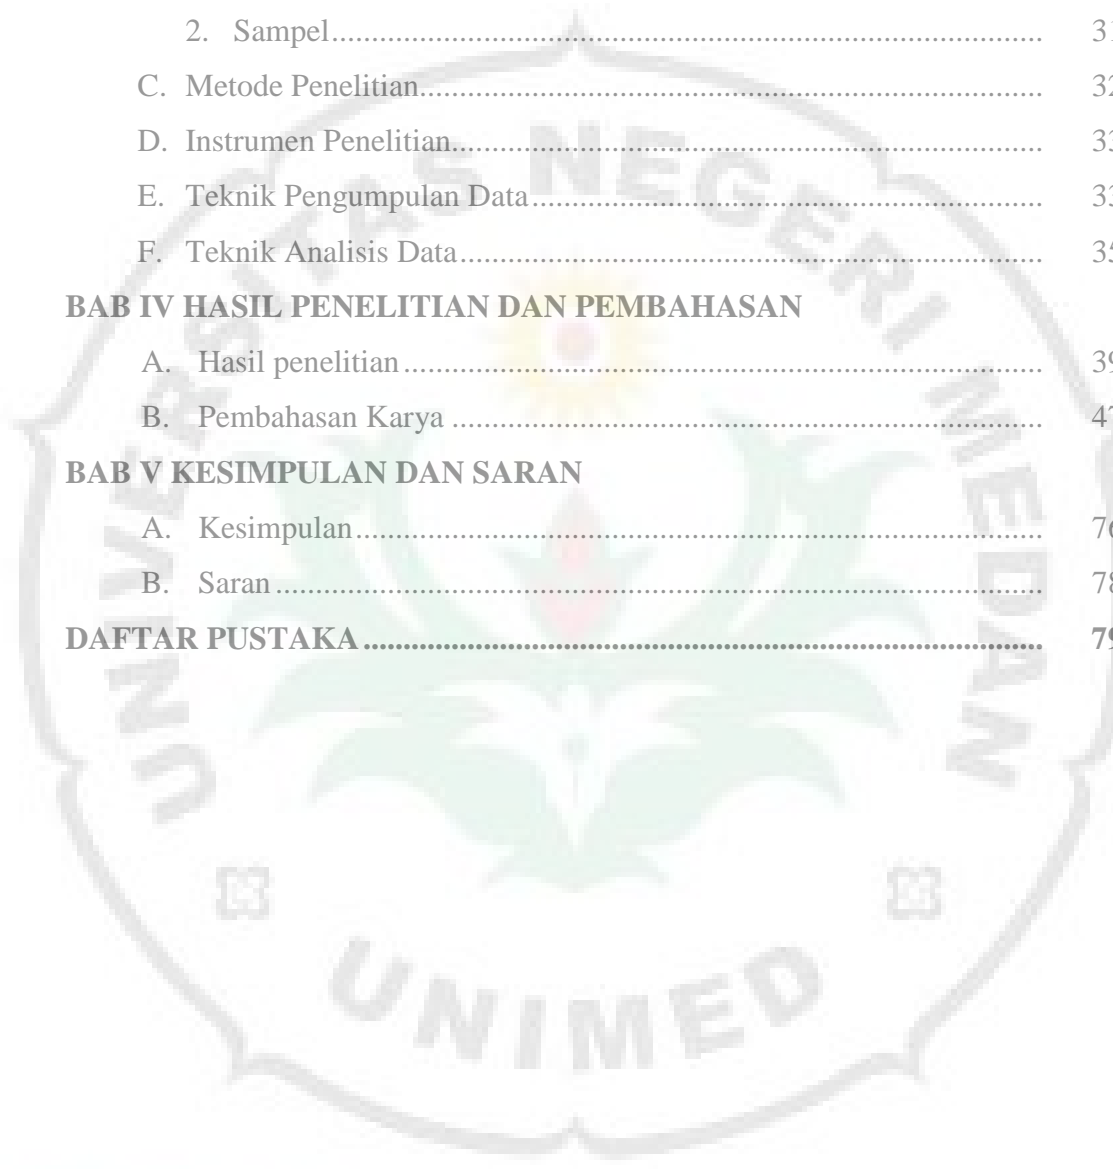 2. Sampel.......................................................................................... 31
C. Metode Penelitian............................................................................... 32
D. Instrumen Penelitian........................................................................... 33
E. Teknik Pengumpulan Data................................................................. 33
F. Teknik Analisis Data.......................................................................... 35
BAB IV HASIL PENELITIAN DAN PEMBAHASAN
A. Hasil penelitian ................................................................................. 39
B. Pembahasan Karya ........................................................................... 47
BAB V KESIMPULAN DAN SARAN
A. Kesimpulan....................................................................................... 76
B. Saran ................................................................................................. 78
DAFTAR PUSTAKA ...................................................................................... 79
UNIVERSITAS NEGERI MEDAN
UNIMED